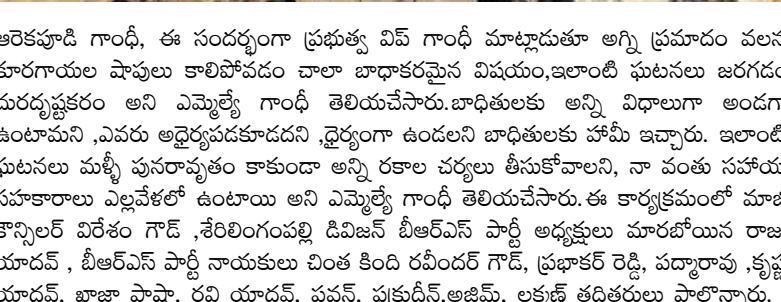 ఆరెకపూడి గాంధీ, ఈ సందర్భంగా ప్రభుత్వ విప్ గాంధీ మాట్లాడుతూ అగ్ని ప్రమాదం వలన
కూరగాయల షాపులు కాలిపోవడం చాలా బాధాకరమైన విషయం,ఇలాంటి ఘటనలు జరగడం
దురదృష్టకరం అని ఎమ్మెల్యే గాంధీ తెలియచేసారు.బాధితులకు అన్ని విధాలుగా అండగా
ఉంటామని ,ఎవరు అధైర్యపడకూడదని ,ధైర్యంగా ఉండలని బాధితులకు హామీ ఇచ్చారు. ఇలాంటి
ఘటనలు మళ్ళీ పునరావృతం కాకుండా అన్ని రకాల చర్యలు తీసుకోవాలని, నా వంతు సహాయ
సహకారాలు ఎల్లవేళలో ఉంటాయి అని ఎమ్మెల్యే గాంధీ తెలియచేసారు.ఈ కార్యక్రమంలో మాజీ
కౌన్సిలర్ విరేశం గౌడ్ ,శేరిలింగంపల్లి డివిజన్ బీఆర్ఎస్ పార్టీ అధ్యక్షులు మారబోయిన రాజు
యాదవ్ , బీఆర్ఎస్ పార్టీ నాయకులు చింత కింది రవీందర్ గౌడ్, ప్రభాకర్ రెడ్డి, పద్మారావు ,కృష్ణ
యాదవ్, ఖాజా పాషా, రవి యాదవ్, పవన్, పక్రుద్దీన్,అజీమ్, లక్ష్మణ్ తదితరులు పాల్గొన్నారు.